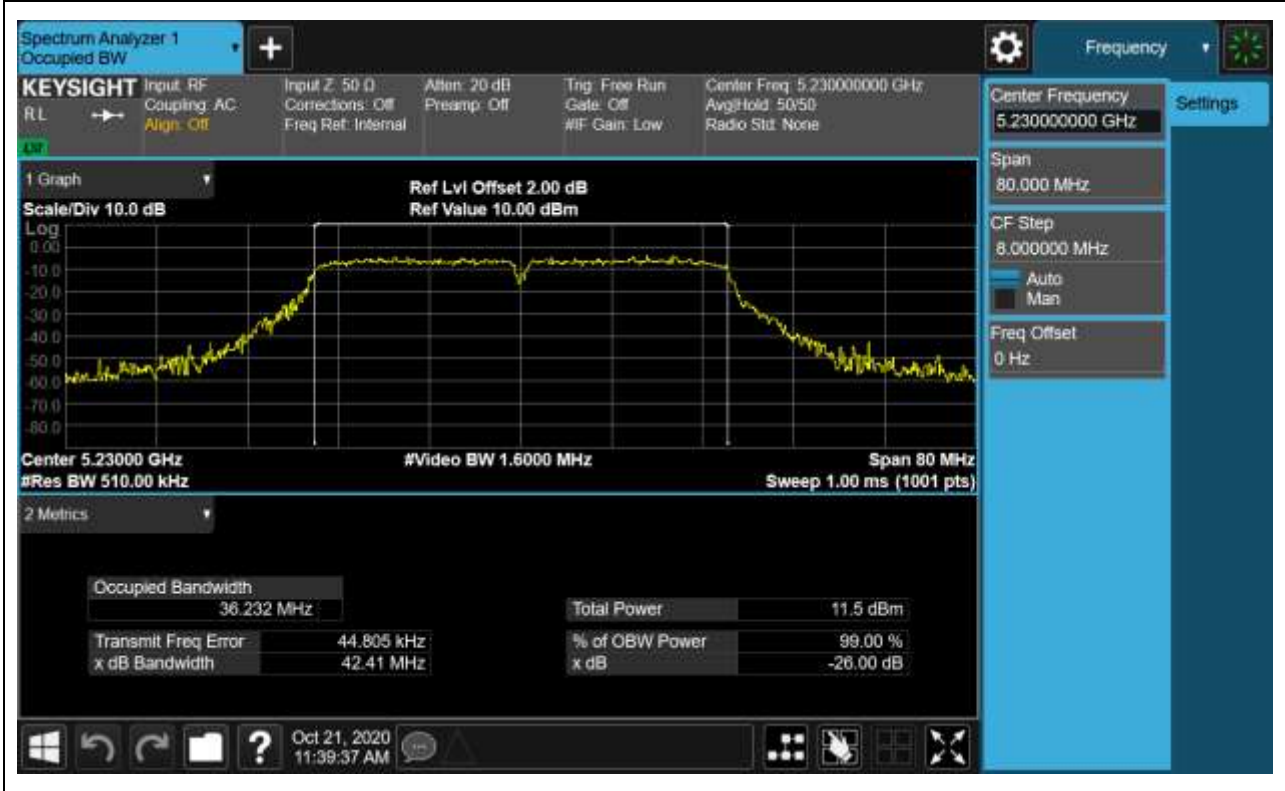 Spectrum Analyzer 1
Occupied BW
+
Frequency
KEYSIGHT
RL
Input: RF
Coupling: AC
Align: Off
Input Z: 50 Ω
Corrections: Off
Freq Ref: Internal
Atten: 20 dB
Preamp: Off
Trig: Free Run
Gate: Off
#IF Gain: Low
Center Freq: 5.230000000 GHz
Avg|Hold: 50/50
Radio Std: None
Center Frequency
5.230000000 GHz
Settings
Span
80.000 MHz
CF Step
8.000000 MHz
Auto
Man
Freq Offset
0 Hz
1 Graph
Scale/Div 10.0 dB
Ref Lvl Offset 2.00 dB
Ref Value 10.00 dBm
Log
0.00
-10.0
-20.0
-30.0
-40.0
-50.0
-60.0
-70.0
-80.0
Center 5.23000 GHz
#Video BW 1.6000 MHz
Span 80 MHz
#Res BW 510.00 kHz
Sweep 1.00 ms (1001 pts)
2 Metrics
Occupied Bandwidth
36.232 MHz
Total Power 11.5 dBm
Transmit Freq Error 44.805 kHz
% of OBW Power 99.00 %
x dB Bandwidth 42.41 MHz
x dB -26.00 dB
?
Oct 21, 2020
11:39:37 AM